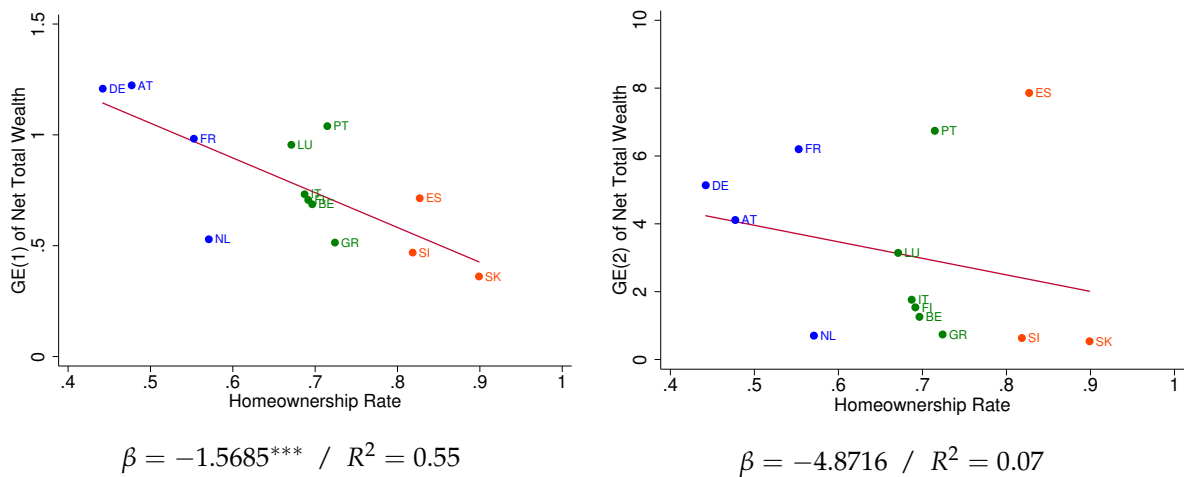 1.5
1
.5
0
GE(1) of Net Total Wealth
DE
AT
FR
NL
LU
PT
IT
FI
BE
GR
ES
SI
SK
.4 .5 .6 .7 .8 .9 1
Homeownership Rate
β = −1.5685*** / R² = 0.55
10
8
6
4
2
0
GE(2) of Net Total Wealth
ES
PT
FR
DE
AT
LU
IT
FI
BE
NL
GR
SI
SK
.4 .5 .6 .7 .8 .9 1
Homeownership Rate
β = −4.8716 / R² = 0.07